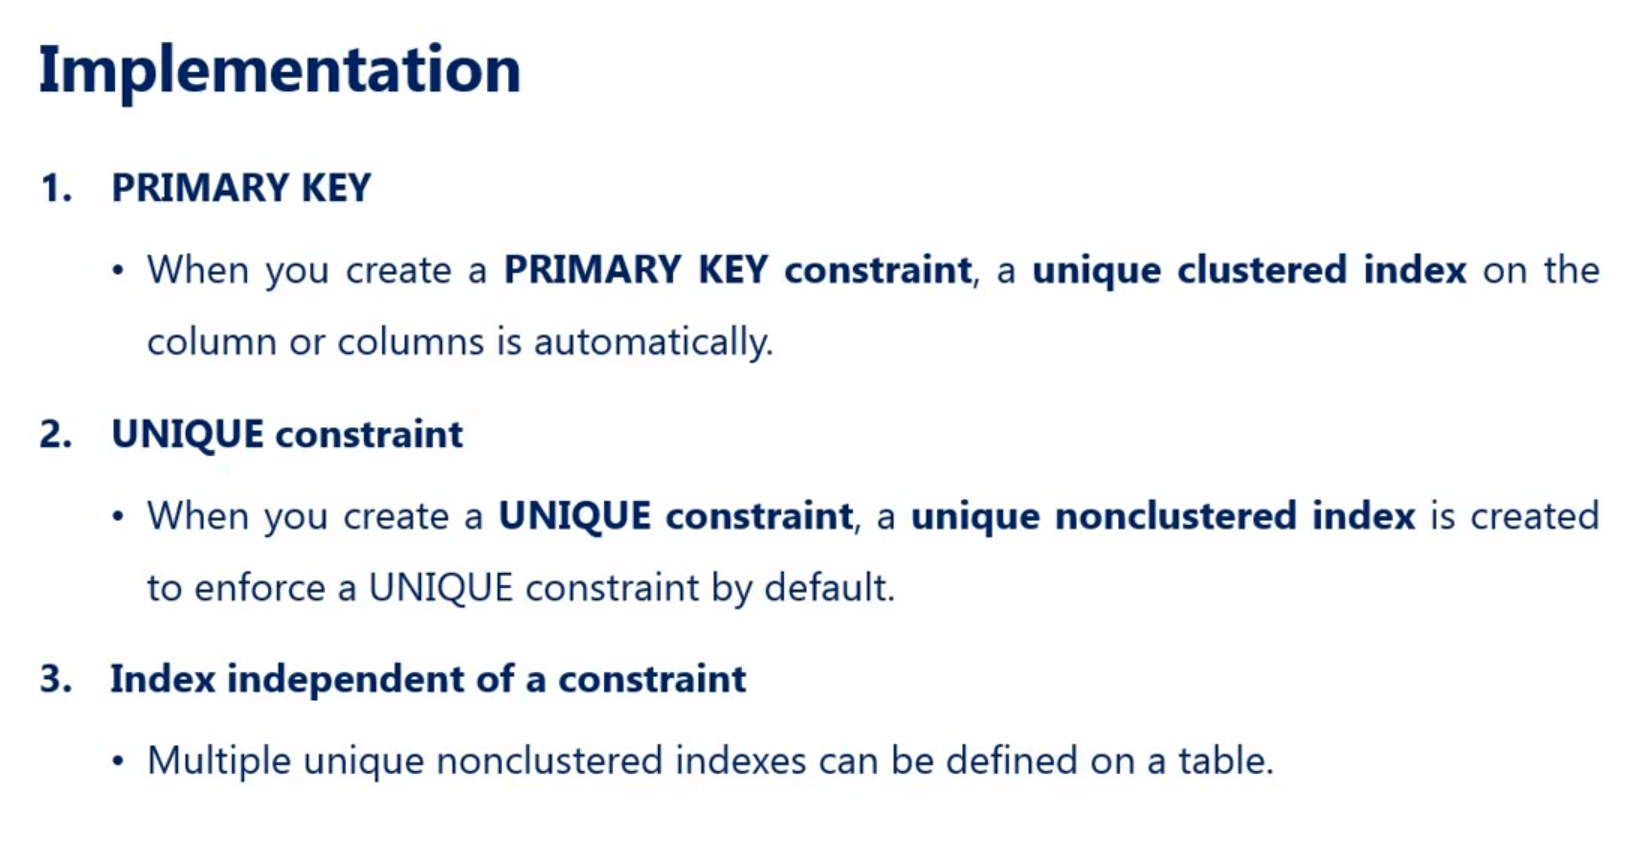 Implementation
1. PRIMARY KEY
• When you create a PRIMARY KEY constraint, a unique clustered index on the
column or columns is automatically.
2. UNIQUE constraint
• When you create a UNIQUE constraint, a unique nonclustered index is created
to enforce a UNIQUE constraint by default.
3. Index independent of a constraint
• Multiple unique nonclustered indexes can be defined on a table.